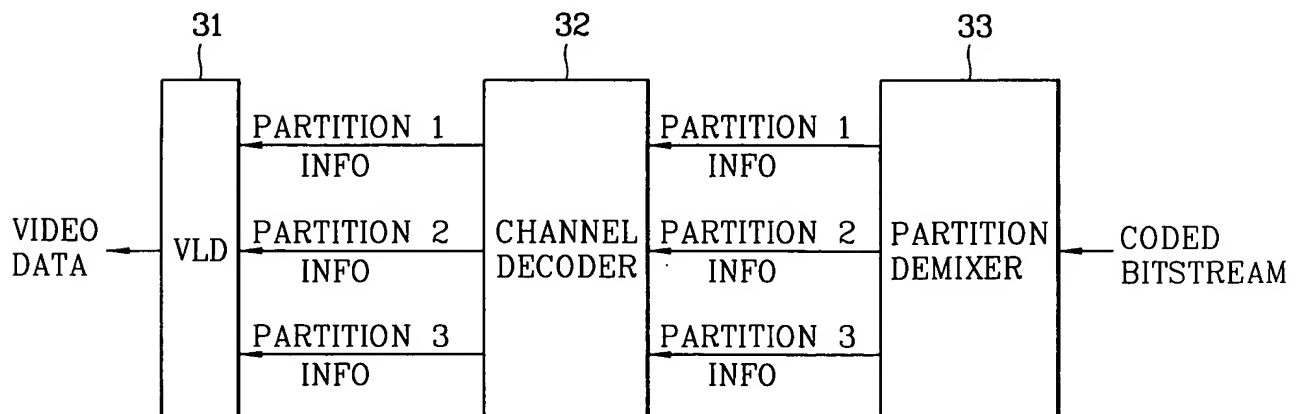 31
32
33
PARTITION 1
INFO
PARTITION 1
INFO
VIDEO
DATA
VLD
PARTITION 2
INFO
CHANNEL
DECODER
PARTITION 2
INFO
PARTITION
DEMIXER
CODED
BITSTREAM
PARTITION 3
INFO
PARTITION 3
INFO